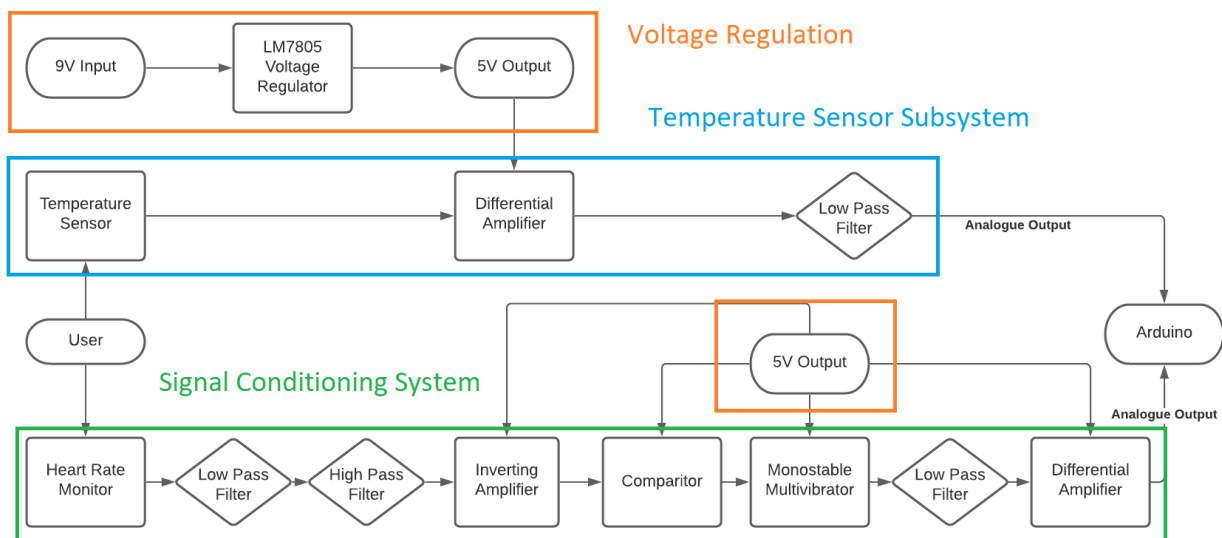 Voltage Regulation
9V Input
LM7805
Voltage
Regulator
5V Output
Temperature Sensor Subsystem
Temperature
Sensor
Differential
Amplifier
Low Pass
Filter
Analogue Output
User
Arduino
5V Output
Signal Conditioning System
Analogue Output
Heart Rate
Monitor
Low Pass
Filter
High Pass
Filter
Inverting
Amplifier
Comparitor
Monostable
Multivibrator
Low Pass
Filter
Differential
Amplifier